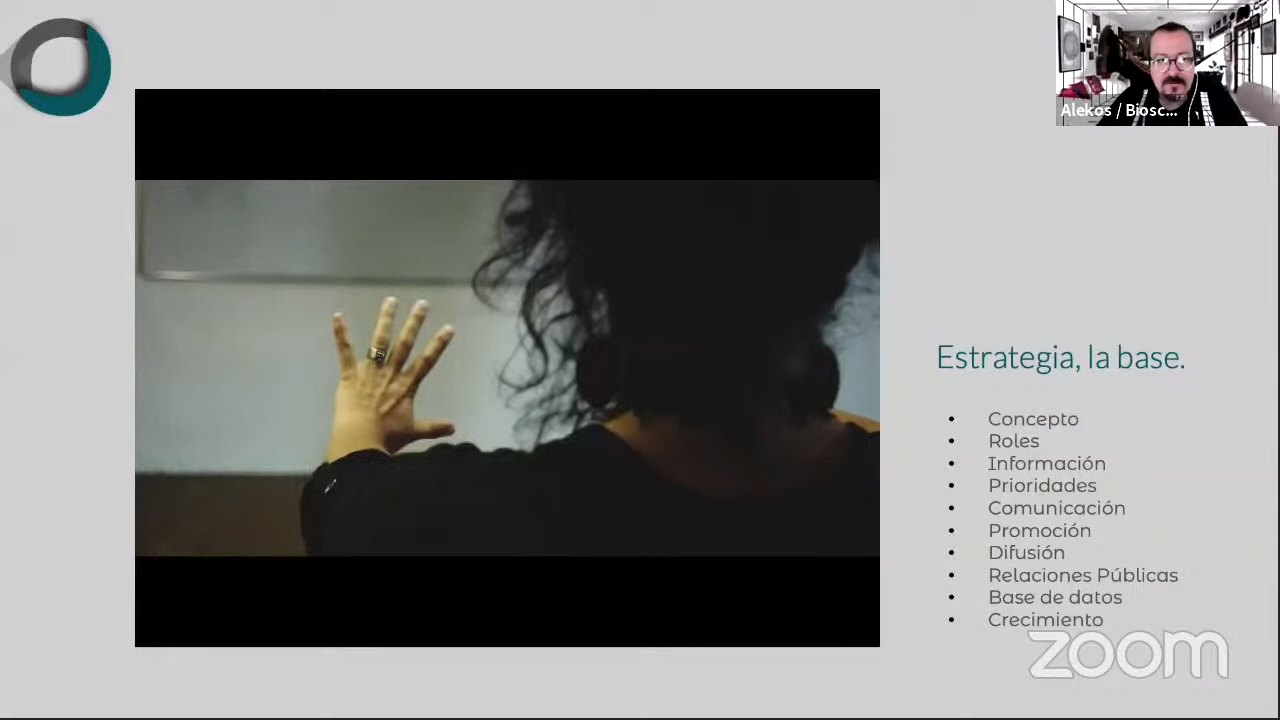 Alekos / Biosc...
Estrategia, la base.
• Concepto
• Roles
• Información
• Prioridades
• Comunicación
• Promoción
• Difusión
• Relaciones Públicas
• Base de datos
• Crecimiento
zoom